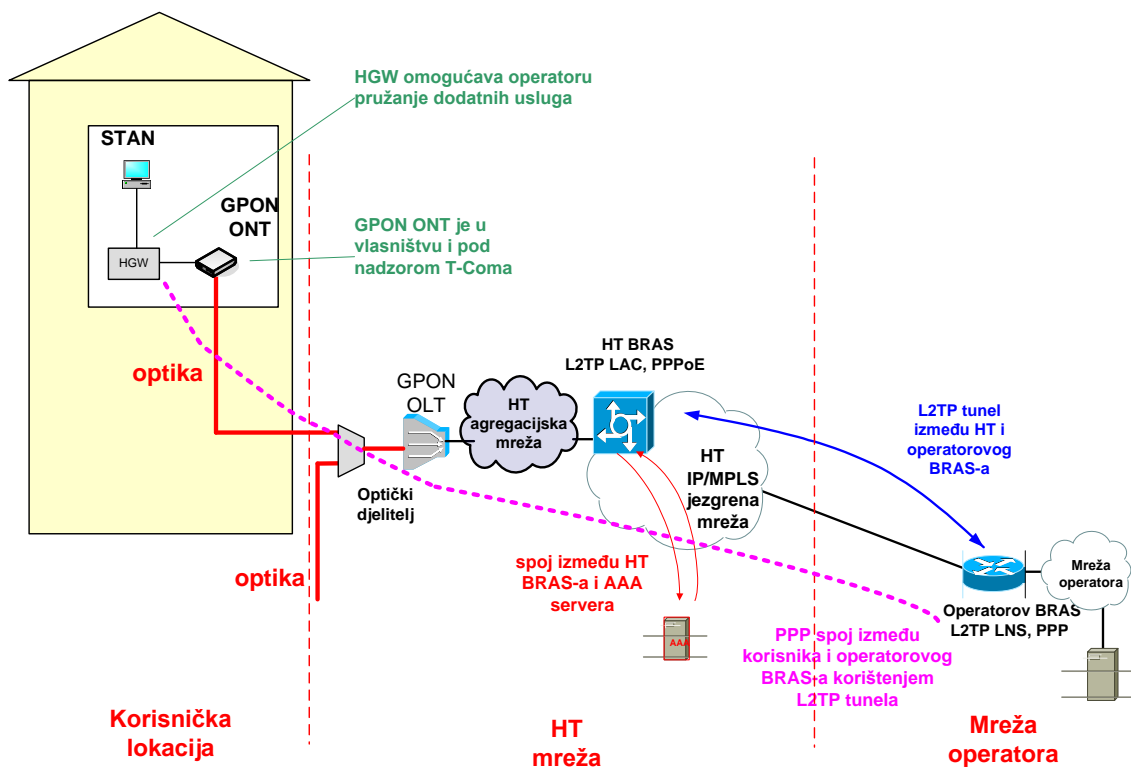 HGW omogućava operatoru
pružanje dodatnih usluga
STAN
GPON
ONT
HGW
GPON ONT je u
vlasništvu i pod
nadzorom T-Coma
optika
HT BRAS
L2TP LAC, PPPoE
GPON
OLT
HT
agregacijska
mreža
L2TP tunel
između HT i
operatorovog
BRAS-a
HT
IP/MPLS
jezgrena
mreža
Optički
djelitelj
optika
spoj između HT
BRAS-a i AAA
servera
AAA
Mreža
operatora
Operatorov BRAS
L2TP LNS, PPP
PPP spoj između
korisnika i operatorovog
BRAS-a korištenjem
L2TP tunela
Korisnička
lokacija
HT
mreža
Mreža
operatora